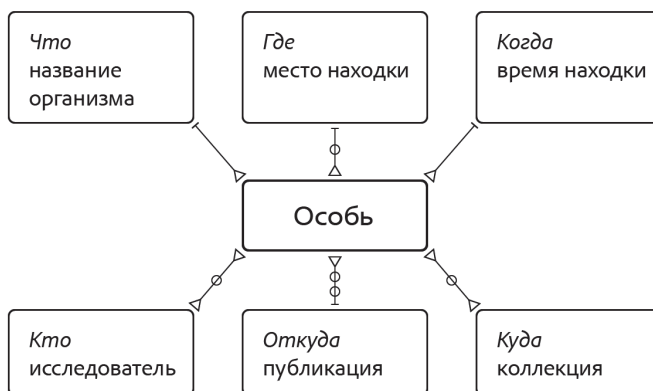 Что
название
организма
Где
место находки
Когда
время находки
Особь
Кто
исследователь
Откуда
публикация
Куда
коллекция